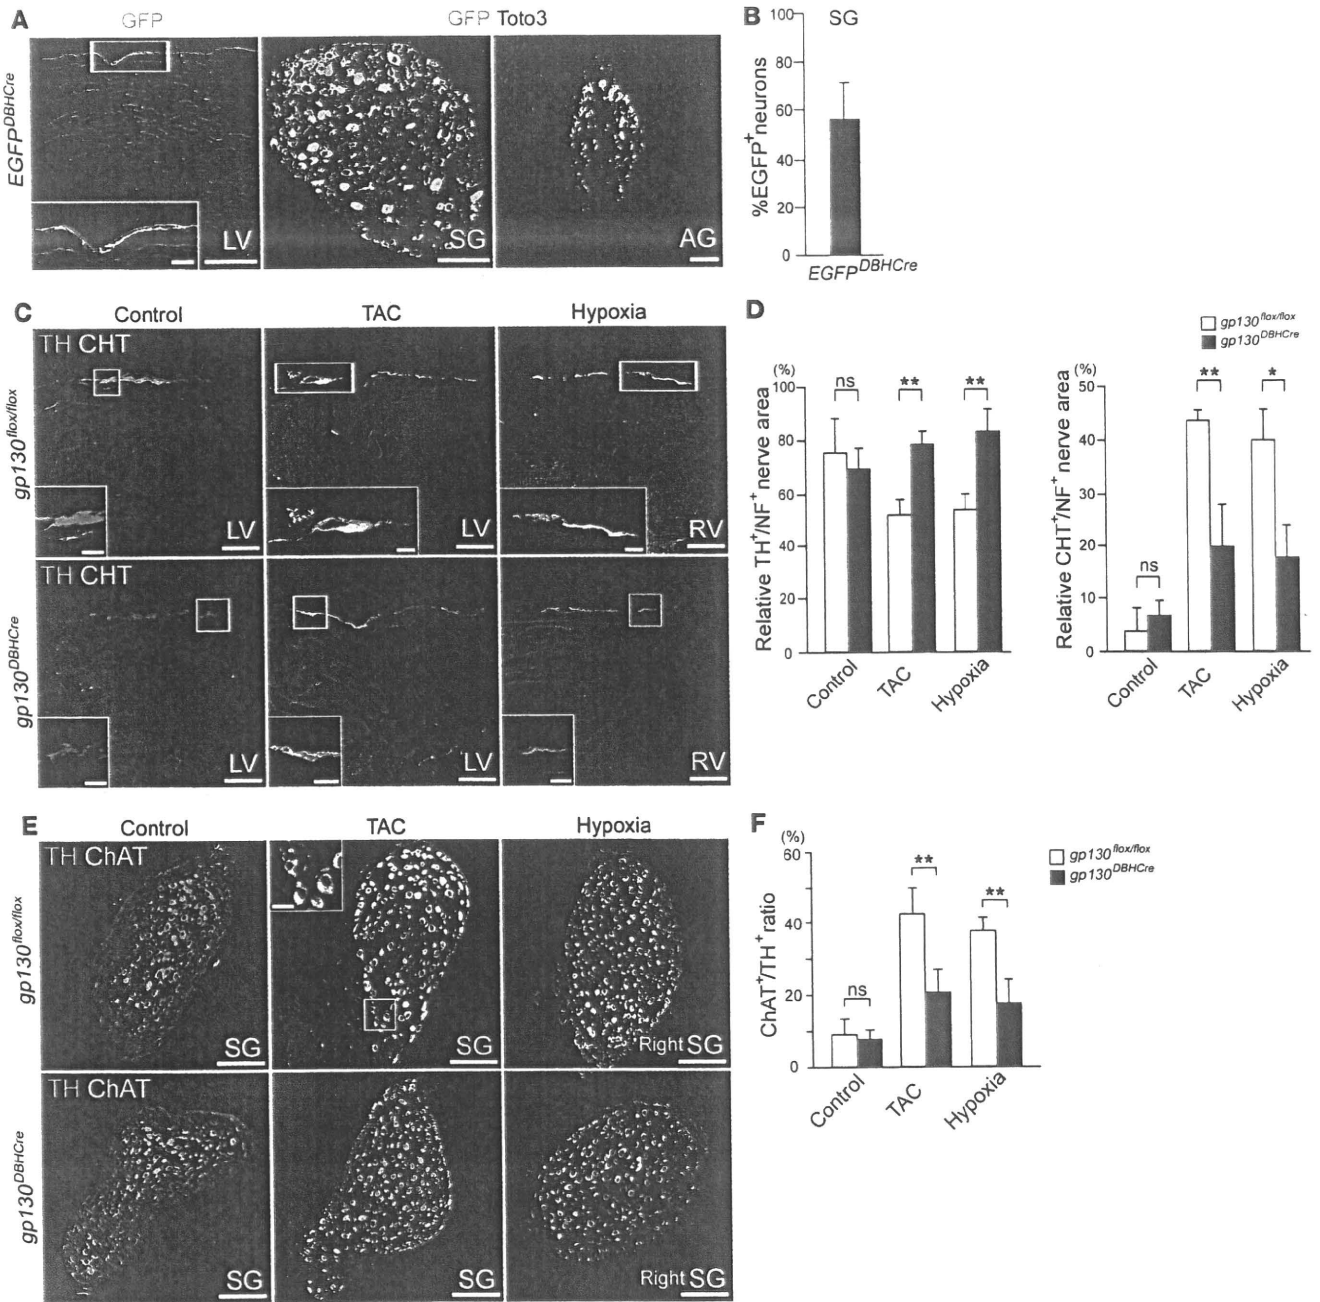 A
GFP
GFP Toto3
EGFP^DBHCre
LV
SG
AG
B
SG
%EGFP+neurons
100
80
60
40
20
0
EGFP^DBHCre
C
Control
TAC
Hypoxia
gp130^flox/flox
TH CHT
LV
LV
RV
gp130^DBHCre
TH CHT
LV
LV
RV
D
gp130^flox/flox
gp130^DBHCre
(%)
Relative TH+/NF+ nerve area
100
80
60
40
20
0
ns
**
**
Control
TAC
Hypoxia
(%)
Relative CHT+/NF+ nerve area
50
40
30
20
10
0
ns
**
*
Control
TAC
Hypoxia
E
Control
TAC
Hypoxia
gp130^flox/flox
TH ChAT
SG
SG
Right SG
gp130^DBHCre
TH ChAT
SG
SG
Right SG
F
(%)
ChAT+/TH+ratio
60
40
20
0
ns
**
**
Control
TAC
Hypoxia
gp130^flox/flox
gp130^DBHCre